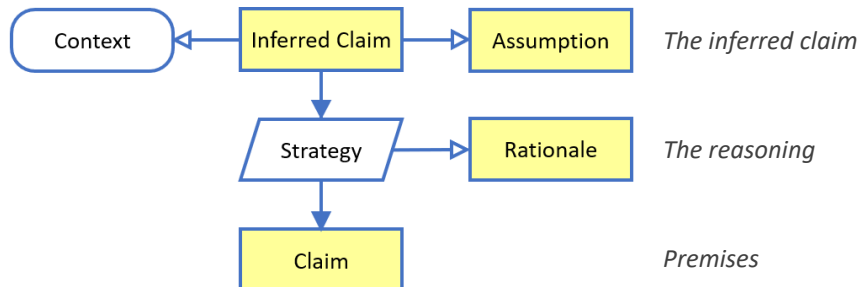 Context
Inferred Claim
Assumption
The inferred claim
Strategy
Rationale
The reasoning
Claim
Premises